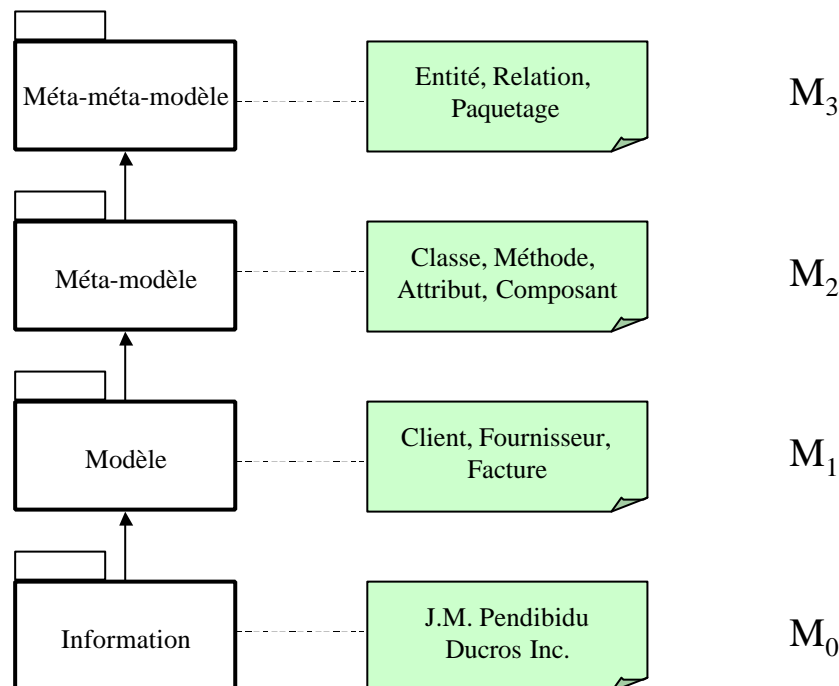 Méta-méta-modèle
Entité, Relation,
Paquetage
M₃
Méta-modèle
Classe, Méthode,
Attribut, Composant
M₂
Modèle
Client, Fournisseur,
Facture
M₁
Information
J.M. Pendibidu
Ducros Inc.
M₀